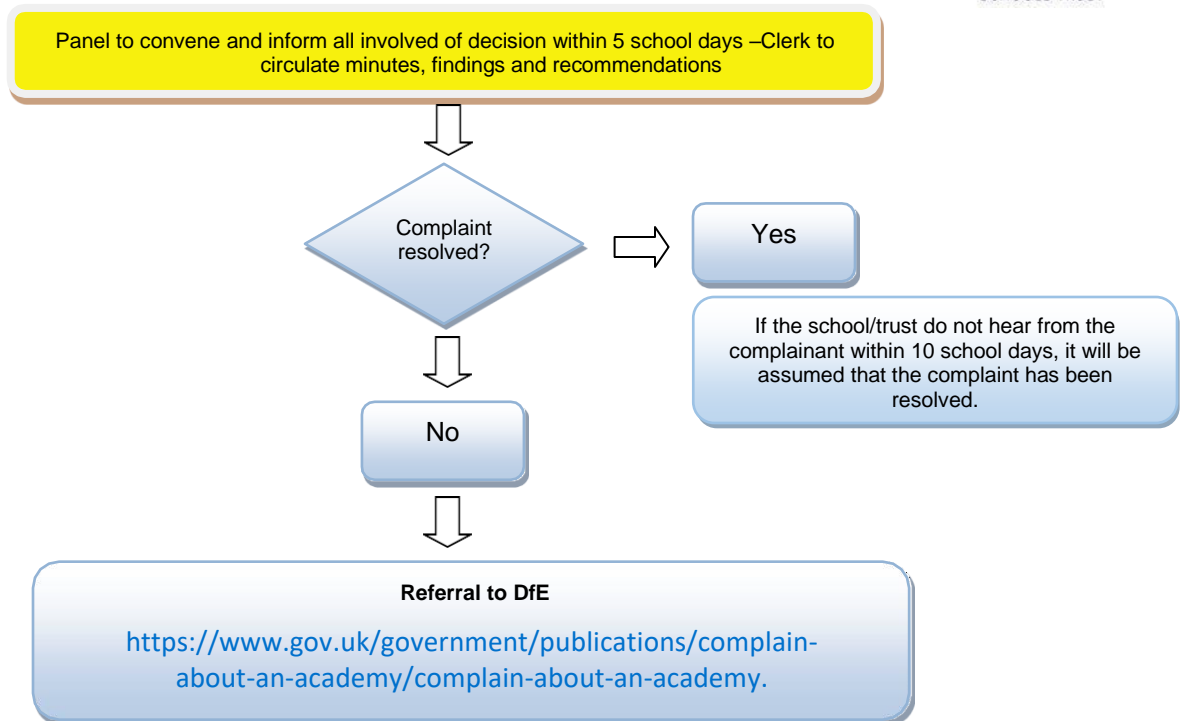 Panel to convene and inform all involved of decision within 5 school days –Clerk to
circulate minutes, findings and recommendations
Complaint
resolved?
Yes
If the school/trust do not hear from the
complainant within 10 school days, it will be
assumed that the complaint has been
resolved.
No
Referral to DfE
https://www.gov.uk/government/publications/complain-
about-an-academy/complain-about-an-academy.